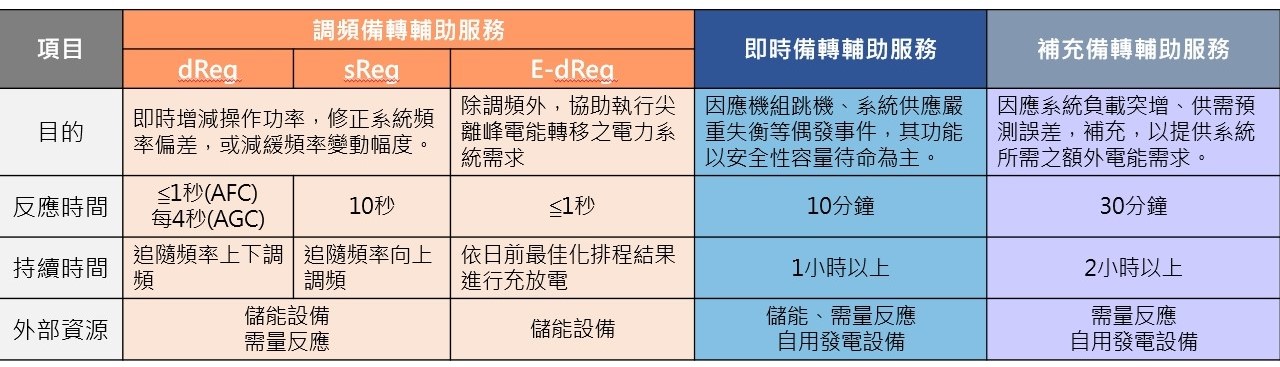 項目
調頻備轉輔助服務
dReg
sReg
E-dReg
即時備轉輔助服務
補充備轉輔助服務
目的
即時增減操作功率，修正系統頻
率偏差，或減緩頻率變動幅度。
除調頻外，協助執行尖
離峰電能轉移之電力系
統需求
因應機組跳機、系統供應嚴
重失衡等偶發事件，其功能
以安全性容量待命為主。
因應系統負載突增、供需預
測誤差，補充，以提供系統
所需之額外電能需求。
反應時間
≦1秒(AFC)
每4秒(AGC)
10秒
≦1秒
10分鐘
30分鐘
持續時間
追隨頻率上下調
頻
追隨頻率向上
調頻
依日前最佳化排程結果
進行充放電
1小時以上
2小時以上
外部資源
儲能設備
需量反應
儲能設備
儲能、需量反應
自用發電設備
需量反應
自用發電設備